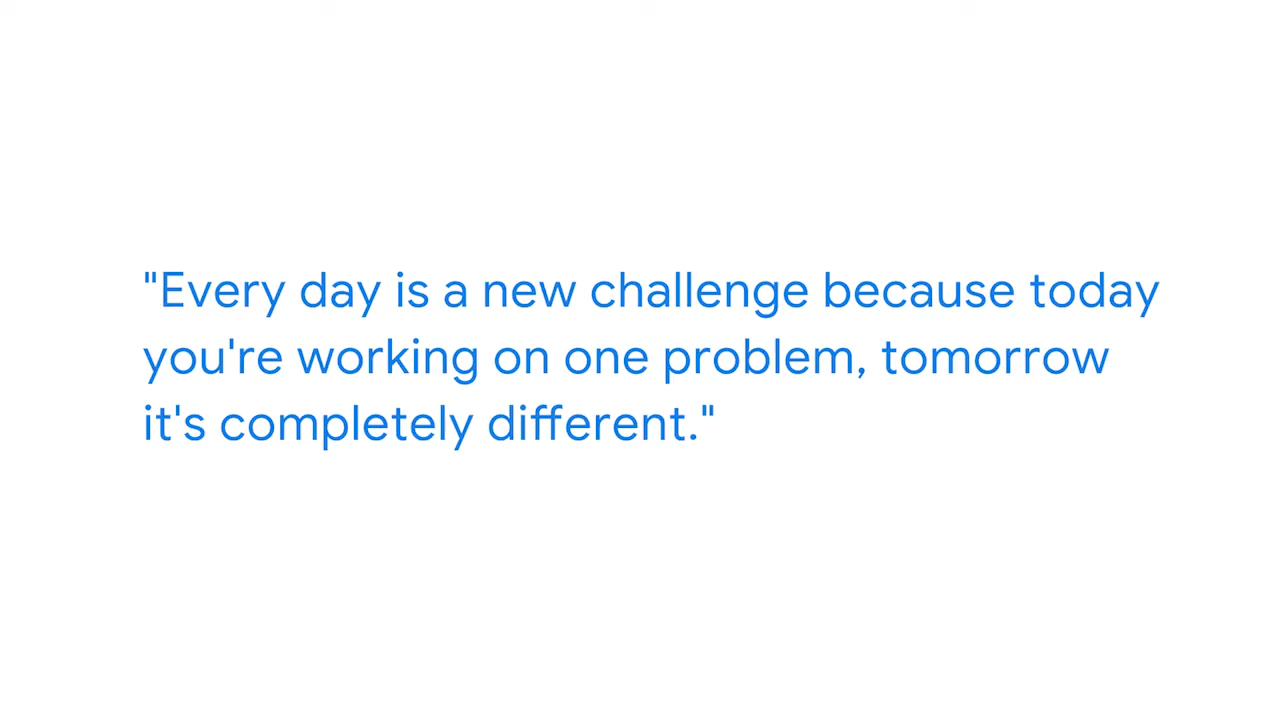 "Every day is a new challenge because today
you're working on one problem, tomorrow
it's completely different."